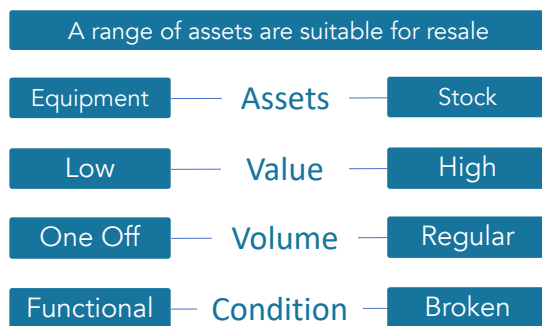 A range of assets are suitable for resale
Equipment Assets Stock
Low Value High
One Off Volume Regular
Functional Condition Broken